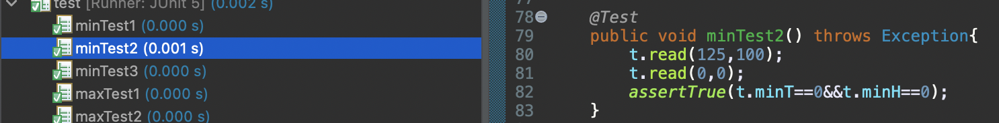 test [Runner: JUnit 5] (0.002 s)
minTest1 (0.000 s)
minTest2 (0.001 s)
minTest3 (0.000 s)
maxTest1 (0.000 s)
maxTest2 (0.000 s)
77
78 @Test
79 public void minTest2() throws Exception{
80 t.read(125,100);
81 t.read(0,0);
82 assertTrue(t.minT==0&&t.minH==0);
83 }